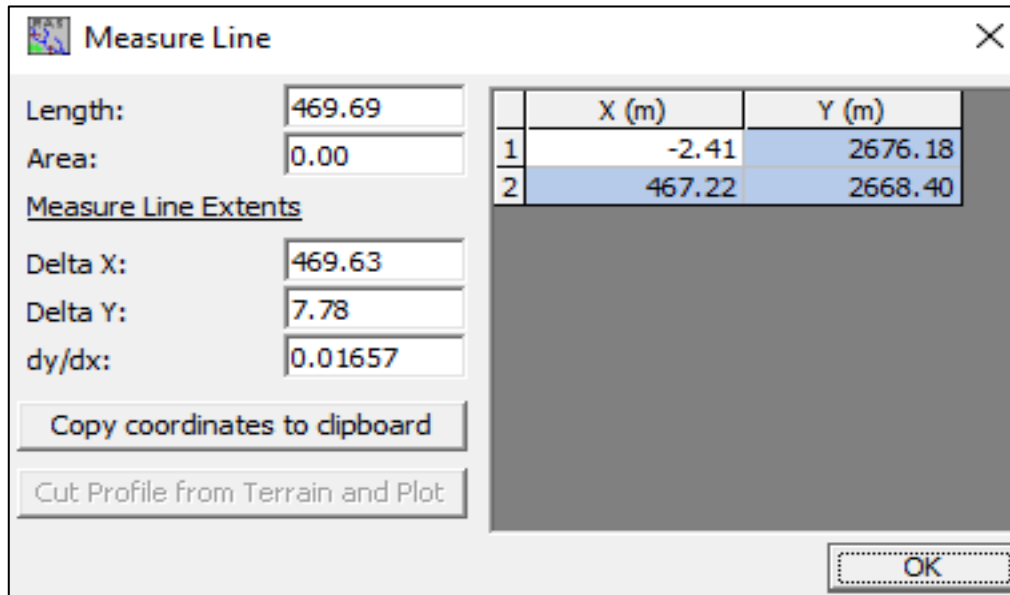 Measure Line
Length: 469.69
Area: 0.00
Measure Line Extents
Delta X: 469.63
Delta Y: 7.78
dy/dx: 0.01657
Copy coordinates to clipboard
Cut Profile from Terrain and Plot
X (m) Y (m)
1 -2.41 2676.18
2 467.22 2668.40
OK